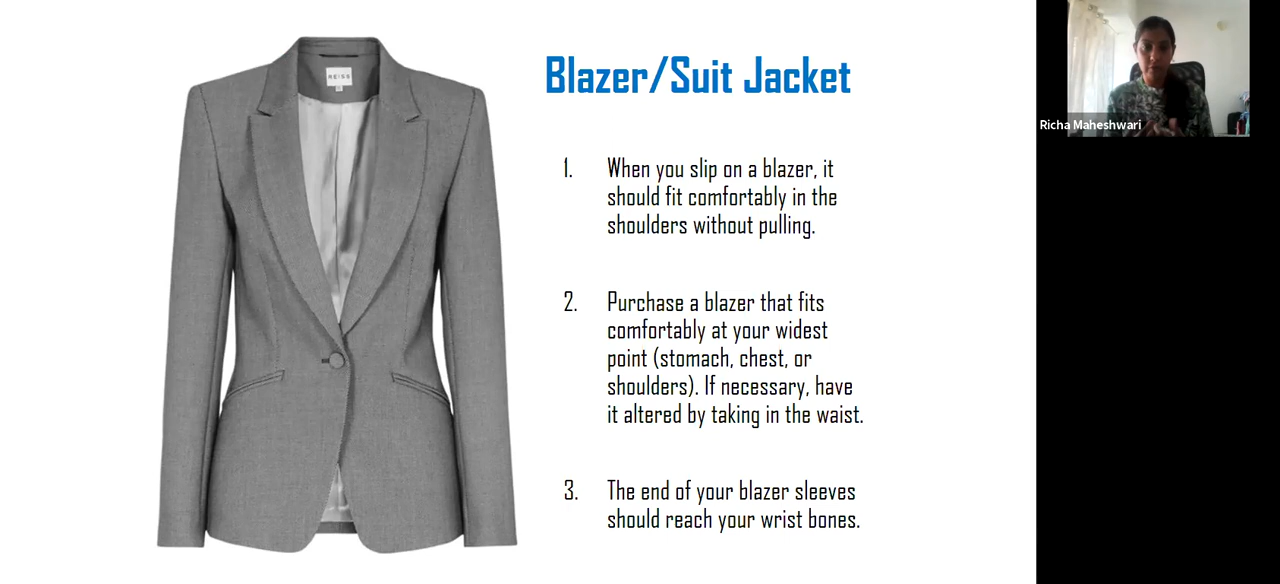 REISS
Blazer/Suit Jacket
Richa Maheshwari
1. When you slip on a blazer, it
should fit comfortably in the
shoulders without pulling.
2. Purchase a blazer that fits
comfortably at your widest
point (stomach, chest, or
shoulders). If necessary, have
it altered by taking in the waist.
3. The end of your blazer sleeves
should reach your wrist bones.